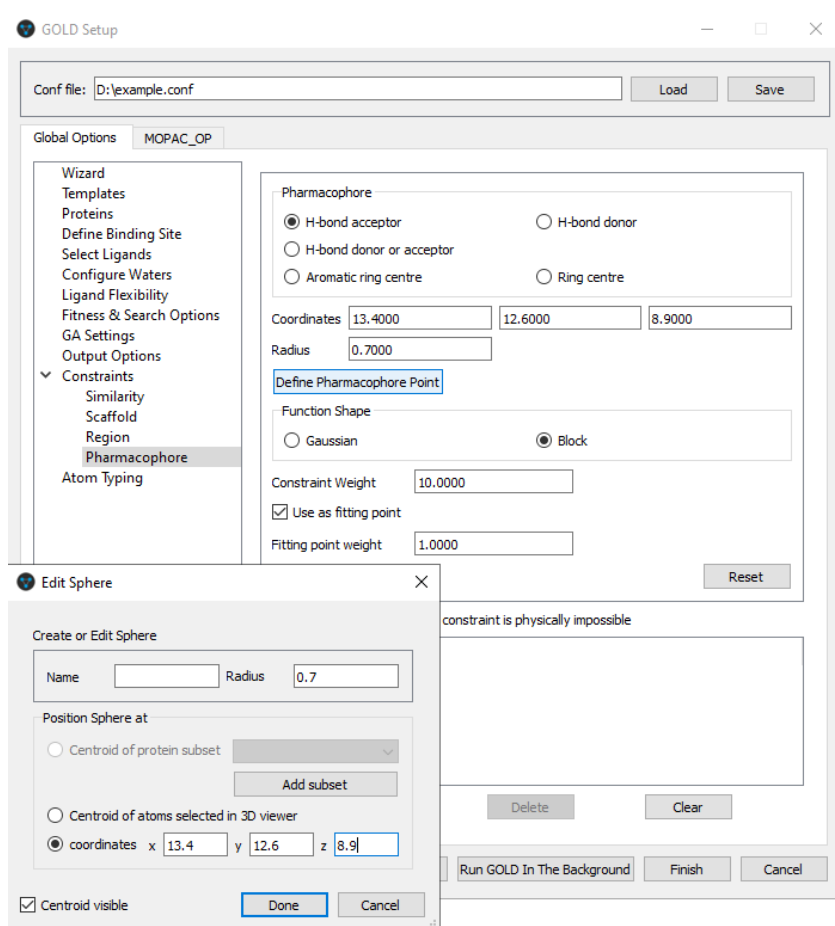 GOLD Setup
Conf file: D:\example.conf Load Save
Global Options MOPAC_OP
Wizard
Templates
Proteins
Define Binding Site
Select Ligands
Configure Waters
Ligand Flexibility
Fitness & Search Options
GA Settings
Output Options
Constraints
Similarity
Scaffold
Region
Pharmacophore
Atom Typing
Pharmacophore
H-bond acceptor H-bond donor
H-bond donor or acceptor
Aromatic ring centre Ring centre
Coordinates 13.4000 12.6000 8.9000
Radius 0.7000
Define Pharmacophore Point
Function Shape
Gaussian Block
Constraint Weight 10.0000
Use as fitting point
Fitting point weight 1.0000
Reset
constraint is physically impossible
Delete Clear
Run GOLD In The Background Finish Cancel
Edit Sphere
Create or Edit Sphere
Name Radius 0.7
Position Sphere at
Centroid of protein subset
Add subset
Centroid of atoms selected in 3D viewer
coordinates x 13.4 y 12.6 z 8.9
Centroid visible Done Cancel